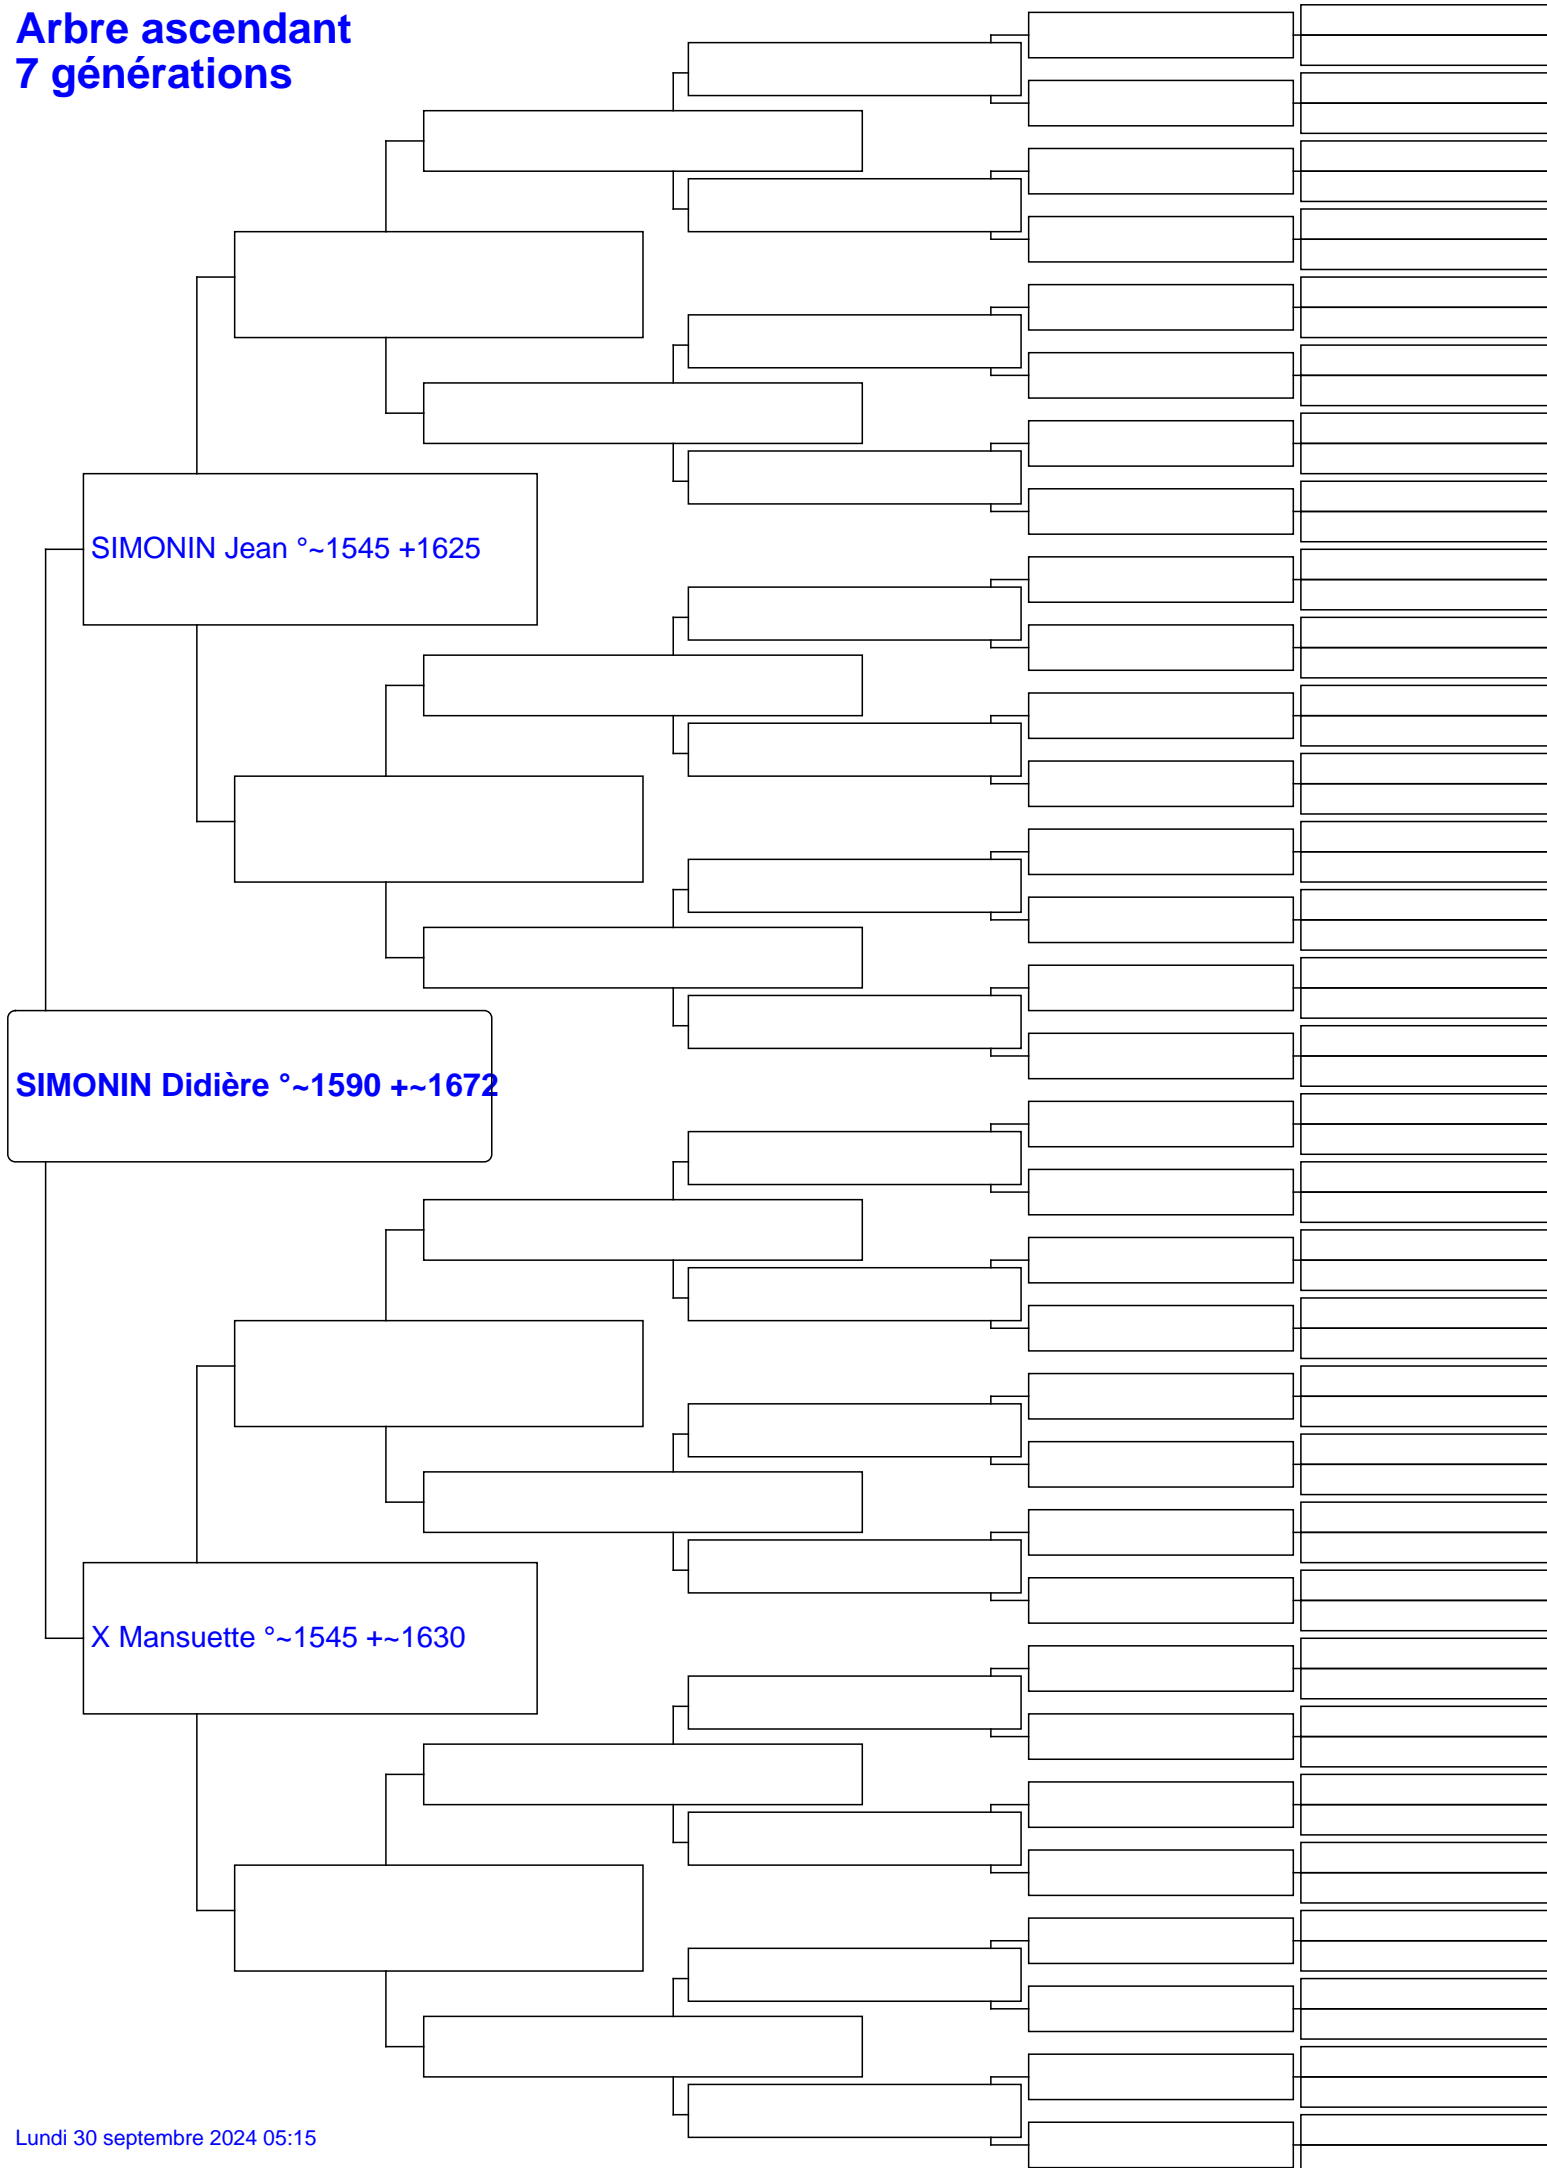 Arbre ascendant
7 générations
SIMONIN Jean °~1545 +1625
SIMONIN Didière °~1590 +~1672
X Mansuette °~1545 +~1630
Lundi 30 septembre 2024 05:15